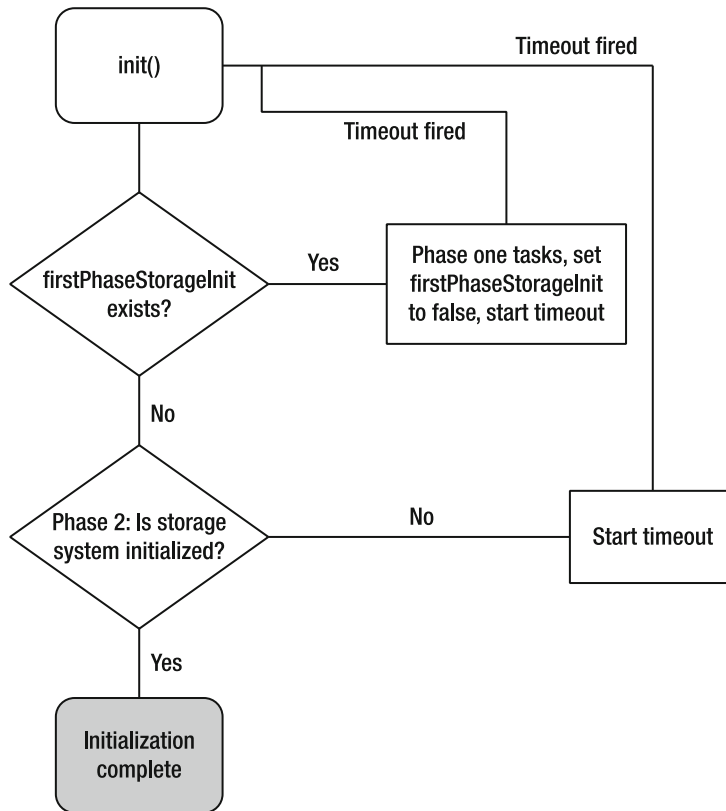 init()
Timeout fired
Timeout fired
firstPhaseStorageInit
exists?
Yes
Phase one tasks, set
firstPhaseStorageInit
to false, start timeout
No
Phase 2: Is storage
system initialized?
No
Start timeout
Yes
Initialization
complete